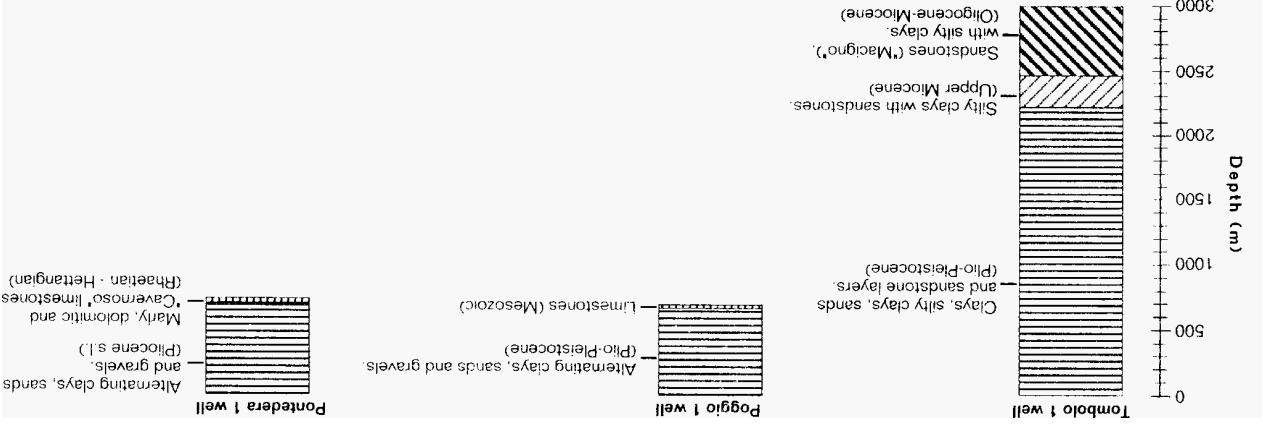 Tombolo 1 well
Poggio 1 well
Pontedera 1 well
Depth (m)
0
500
1000
1500
2000
2500
3000
Clays, silty clays, sands
and sandstone layers.
(Plio-Pleistocene)
Silty clays with sandstones.
(Upper Miocene)
Sandstones ("Macigno"),
with silty clays.
(Oligocene-Miocene)
Alternating clays, sands and gravels.
(Plio-Pleistocene)
Limestones (Mesozoic)
Alternating clays, sands
and gravels.
(Pliocene s.l.)
Marly, dolomitic and
"Cavernoso" limestones
(Rhaetian - Hettangian)